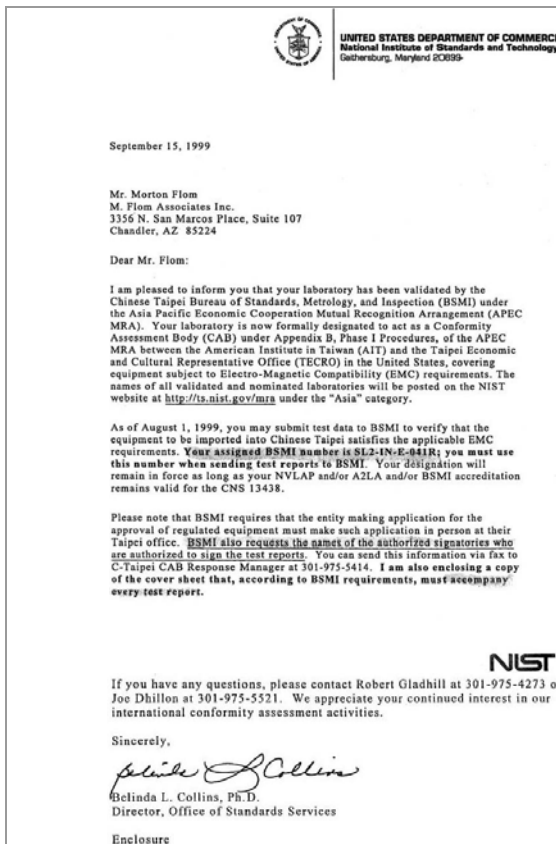 UNITED STATES DEPARTMENT OF COMMERC
National Institute of Standards and Technology
Gaithersburg, Maryland 20899-
September 15, 1999
Mr. Morton Flom
M. Flom Associates Inc.
3356 N. San Marcos Place, Suite 107
Chandler, AZ 85224
Dear Mr. Flom:
I am pleased to inform you that your laboratory has been validated by the
Chinese Taipei Bureau of Standards, Metrology, and Inspection (BSMI) under
the Asia Pacific Economic Cooperation Mutual Recognition Arrangement (APEC
MRA). Your laboratory is now formally designated to act as a Conformity
Assessment Body (CAB) under Appendix B, Phase I Procedures, of the APEC
MRA between the American Institute in Taiwan (AIT) and the Taipei Economic
and Cultural Representative Office (TECRO) in the United States, covering
equipment subject to Electro-Magnetic Compatibility (EMC) requirements. The
names of all validated and nominated laboratories will be posted on the NIST
website at http://ts.nist.gov/mra under the "Asia" category.
As of August 1, 1999, you may submit test data to BSMI to verify that the
equipment to be imported into Chinese Taipei satisfies the applicable EMC
requirements. Your assigned BSMI number is SL2-IN-E-041R; you must use
this number when sending test reports to BSMI. Your designation will
remain in force as long as your NVLAP and/or A2LA and/or BSMI accreditation
remains valid for the CNS 13438.
Please note that BSMI requires that the entity making application for the
approval of regulated equipment must make such application in person at their
Taipei office. BSMI also requests the names of the authorized signatories who
are authorized to sign the test reports. You can send this information via fax to
C-Taipei CAB Response Manager at 301-975-5414. I am also enclosing a copy
of the cover sheet that, according to BSMI requirements, must accompany
every test report.
NIST
If you have any questions, please contact Robert Gladhill at 301-975-4273 o
Joe Dhillon at 301-975-5521. We appreciate your continued interest in our
international conformity assessment activities.
Sincerely,
Belinda L Collins
Belinda L. Collins, Ph.D.
Director, Office of Standards Services
Enclosure